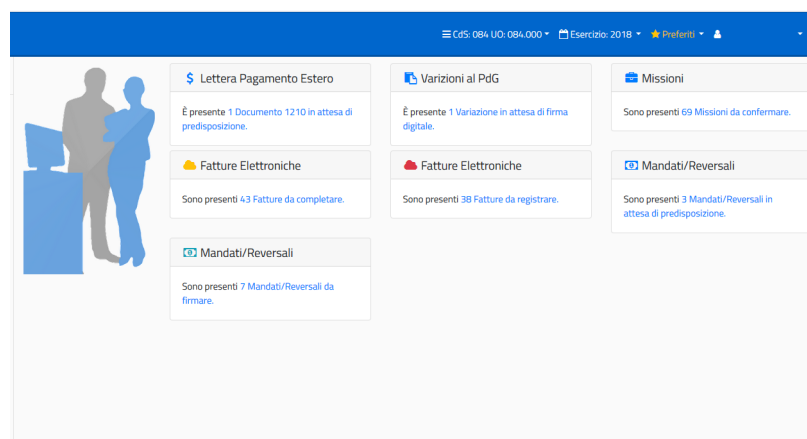 CdS: 084 UO: 084.000 Esercizio: 2018 Preferiti
Lettera Pagamento Estero
È presente 1 Documento 1210 in attesa di
predisposizione.
Varizioni al PdG
È presente 1 Variazione in attesa di firma
digitale.
Missioni
Sono presenti 69 Missioni da confermare.
Fatture Elettroniche
Sono presenti 43 Fatture da completare.
Fatture Elettroniche
Sono presenti 38 Fatture da registrare.
Mandati/Reversali
Sono presenti 3 Mandati/Reversali in
attesa di predisposizione.
Mandati/Reversali
Sono presenti 7 Mandati/Reversali da
firmare.